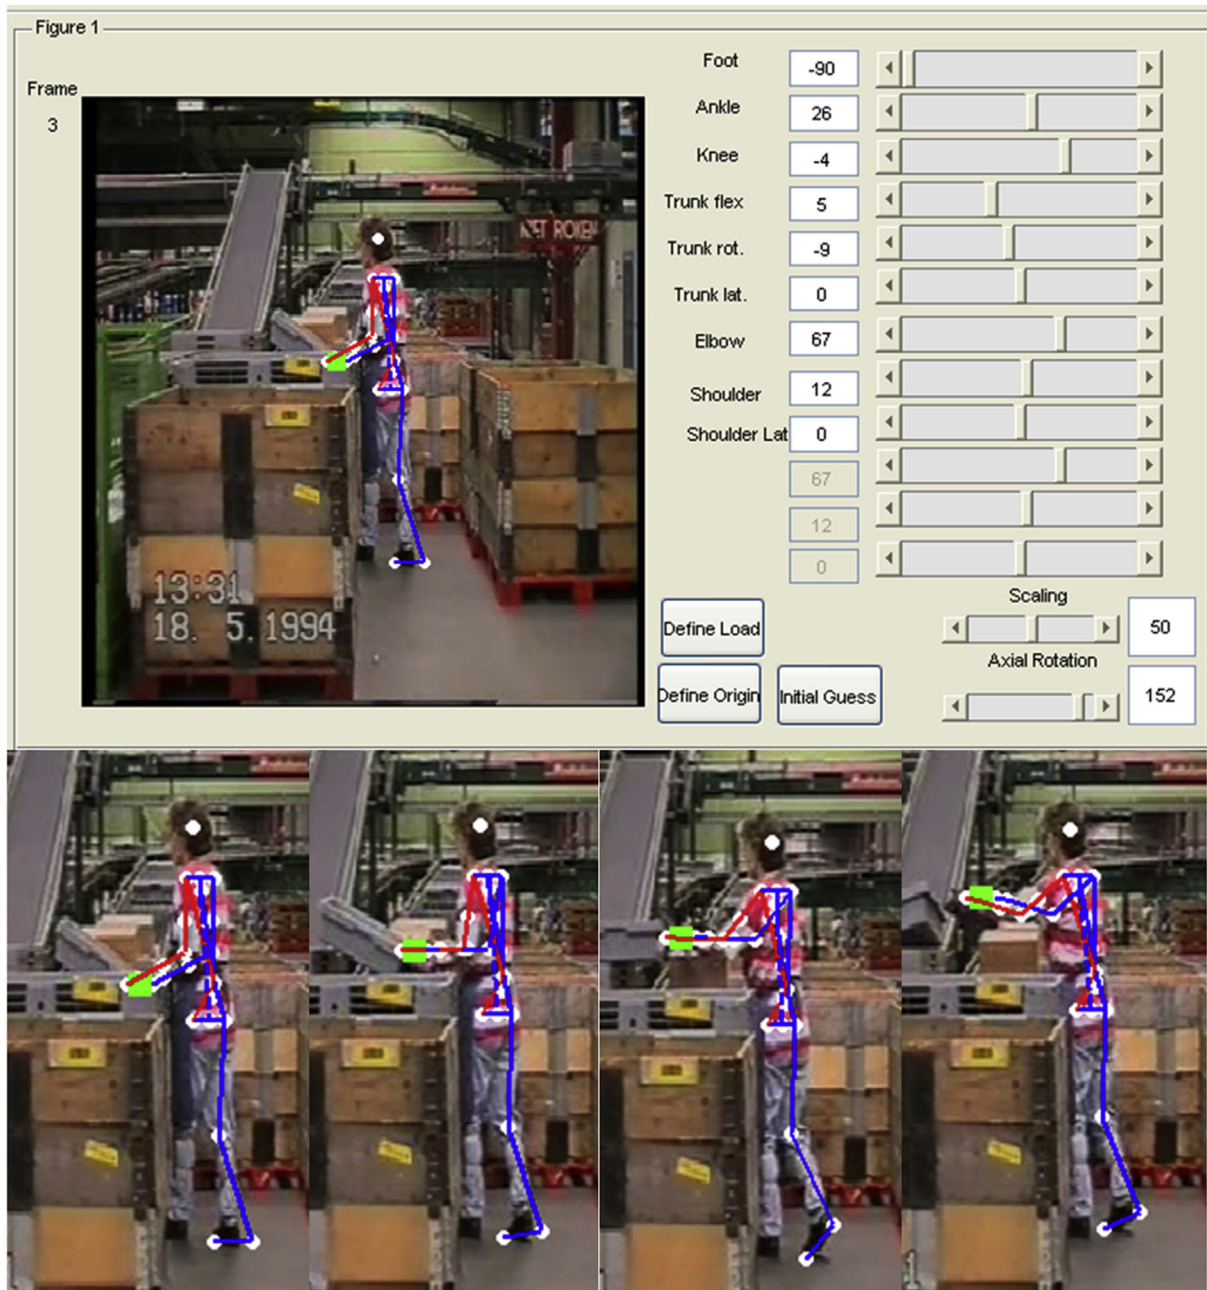 Figure 1
Frame
3
Foot -90
Ankle 26
Knee -4
Trunk flex 5
Trunk rot. -9
Trunk lat. 0
Elbow 67
Shoulder 12
Shoulder Lat 0
67
12
0
13:31
18. 5.1994
Scaling
Define Load 50
Axial Rotation
Define Origin Initial Guess 152